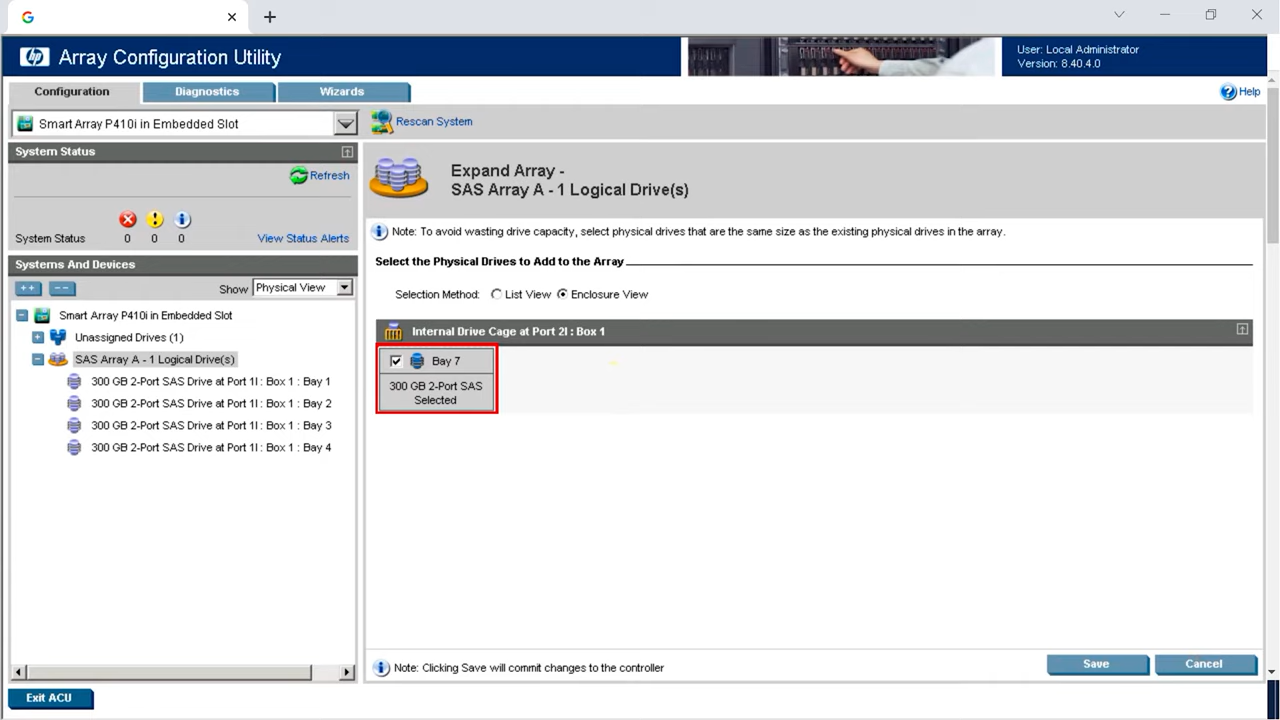 hp Array Configuration Utility
User: Local Administrator
Version: 8.40.4.0
Configuration
Diagnostics
Wizards
Help
Smart Array P410i in Embedded Slot
Rescan System
System Status
Refresh
System Status 0 0 0 View Status Alerts
Systems And Devices
Show Physical View
Smart Array P410i in Embedded Slot
Unassigned Drives (1)
SAS Array A - 1 Logical Drive(s)
300 GB 2-Port SAS Drive at Port 1I : Box 1 : Bay 1
300 GB 2-Port SAS Drive at Port 1I : Box 1 : Bay 2
300 GB 2-Port SAS Drive at Port 1I : Box 1 : Bay 3
300 GB 2-Port SAS Drive at Port 1I : Box 1 : Bay 4
Expand Array -
SAS Array A - 1 Logical Drive(s)
Note: To avoid wasting drive capacity, select physical drives that are the same size as the existing physical drives in the array.
Select the Physical Drives to Add to the Array
Selection Method: List View Enclosure View
Internal Drive Cage at Port 2I : Box 1
Bay 7
300 GB 2-Port SAS
Selected
Note: Clicking Save will commit changes to the controller
Save
Cancel
Exit ACU